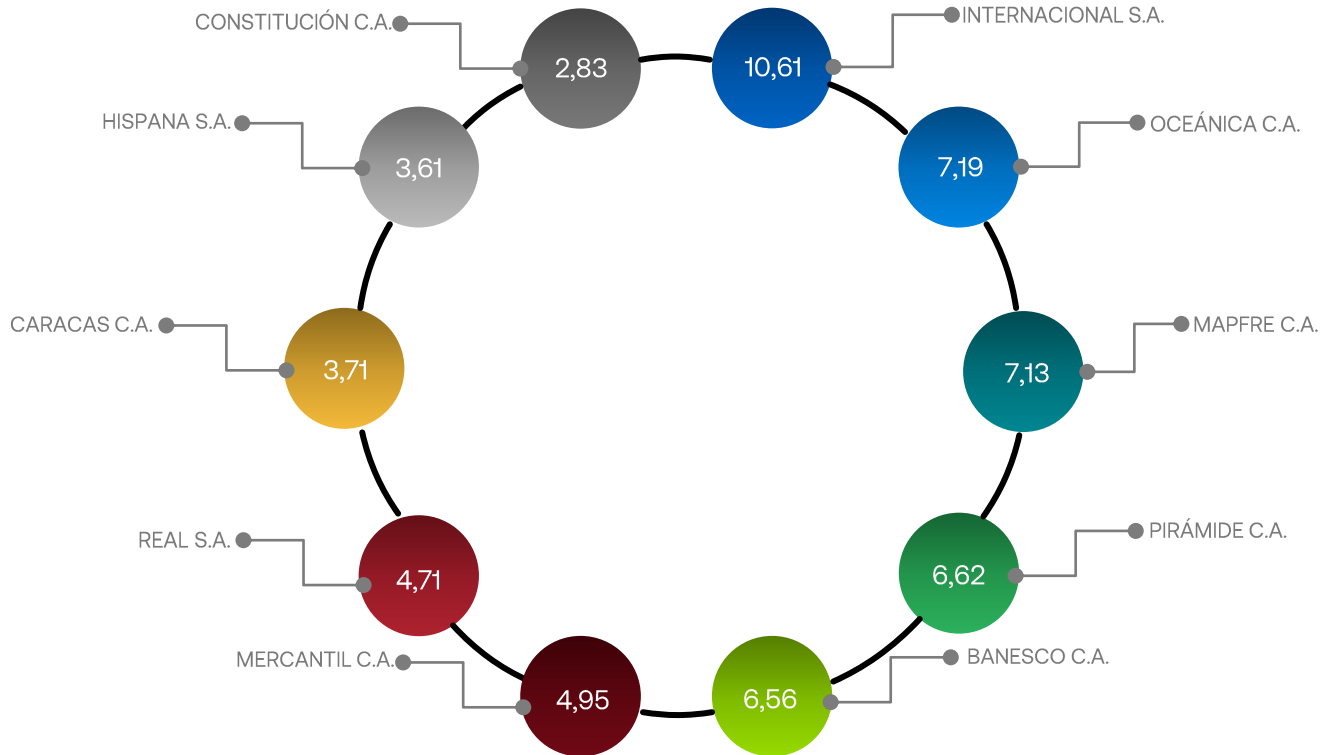 CONSTITUCIÓN C.A.
2,83
10,61
INTERNACIONAL S.A.
HISPANA S.A.
3,61
7,19
OCEÁNICA C.A.
CARACAS C.A.
3,71
7,13
MAPFRE C.A.
REAL S.A.
4,71
6,62
PIRÁMIDE C.A.
MERCANTIL C.A.
4,95
6,56
BANESCO C.A.